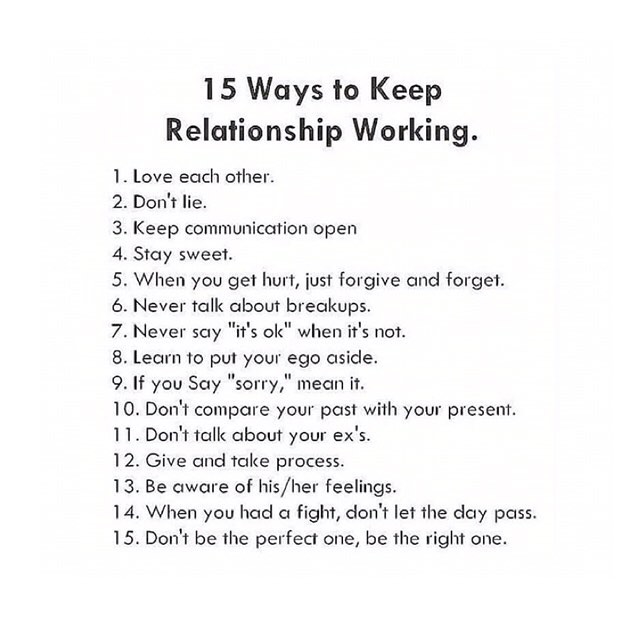 15 Ways to Keep
Relationship Working.
1. Love each other.
2. Don't lie.
3. Keep communication open
4. Stay sweet.
5. When you get hurt, just forgive and forget.
6. Never talk about breakups.
7. Never say "it's ok" when it's not.
8. Learn to put your ego aside.
9. If you Say "sorry," mean it.
10. Don't compare your past with your present.
11. Don't talk about your ex's.
12. Give and take process.
13. Be aware of his/her feelings.
14. When you had a fight, don't let the day pass.
15. Don't be the perfect one, be the right one.